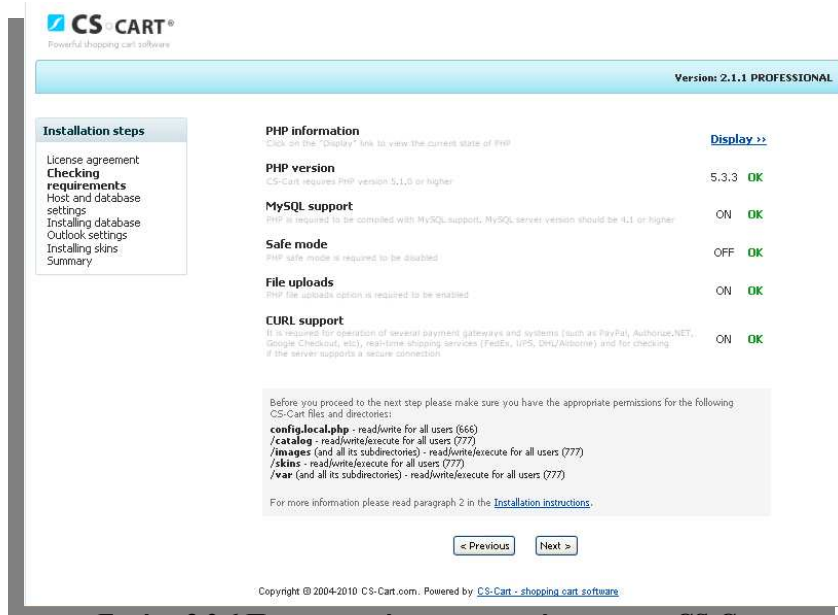 CS-CART®
Powerful shopping cart software
Version: 2.1.1 PROFESSIONAL
Installation steps
License agreement
Checking
requirements
Host and database
settings
Installing database
Outlook settings
Installing skins
Summary
PHP information
Click on the "Display" link to view the current state of PHP
Display >>
PHP version
CS-Cart requires PHP version 5.1.0 or higher
5.3.3 OK
MySQL support
PHP is required to be compiled with MySQL support. MySQL server version should be 4.1 or higher
ON OK
Safe mode
PHP safe mode is required to be disabled
OFF OK
File uploads
PHP file uploads option is required to be enabled
ON OK
CURL support
It is required for operation of several payment gateways and systems (such as PayPal, Authorize.NET,
Google Checkout, etc), real-time shipping services (FedEx, UPS, DHL/Airborne) and for checking
if the server supports a secure connection
ON OK
Before you proceed to the next step please make sure you have the appropriate permissions for the following
CS-Cart files and directories:
config.local.php - read/write for all users (666)
/catalog - read/write/execute for all users (777)
/images (and all its subdirectories) - read/write/execute for all users (777)
/skins - read/write/execute for all users (777)
/var (and all its subdirectories) - read/write/execute for all users (777)
For more information please read paragraph 2 in the Installation instructions.
< Previous Next >
Copyright © 2004-2010 CS-Cart.com. Powered by CS-Cart - shopping cart software